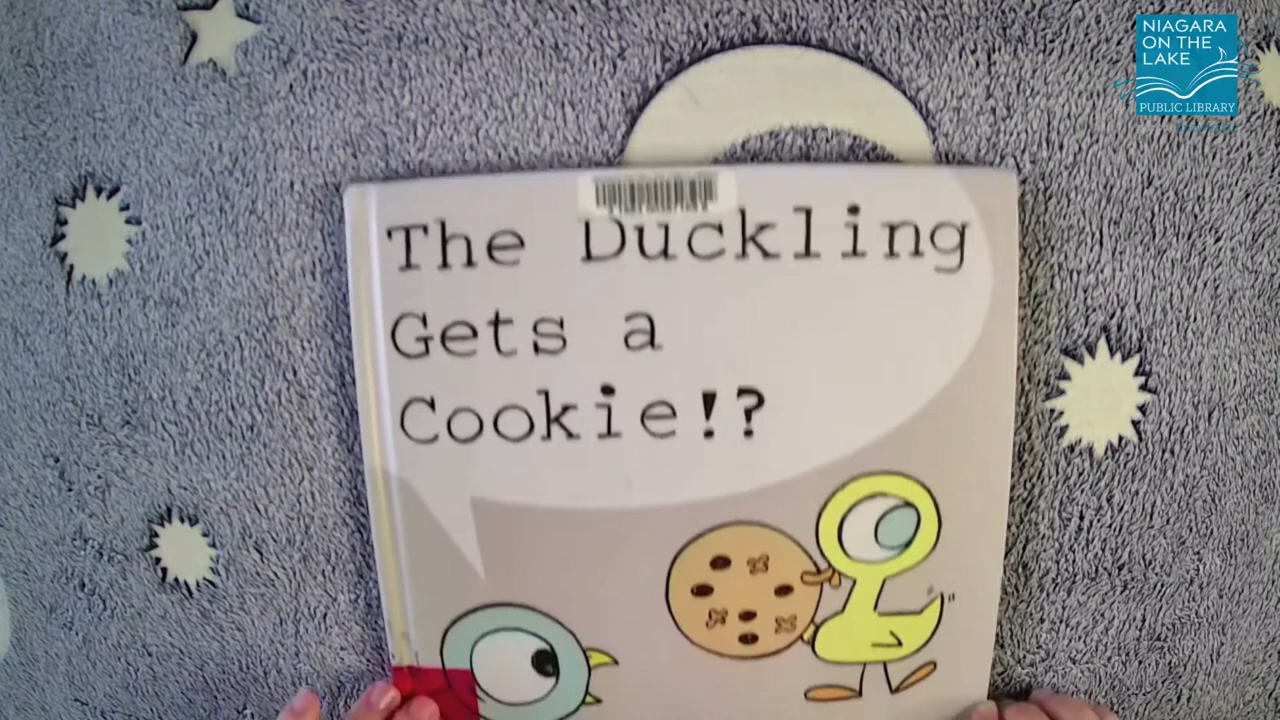 NIAGARA
ON THE
LAKE
PUBLIC LIBRARY
The Duckling
Gets a
Cookie!?